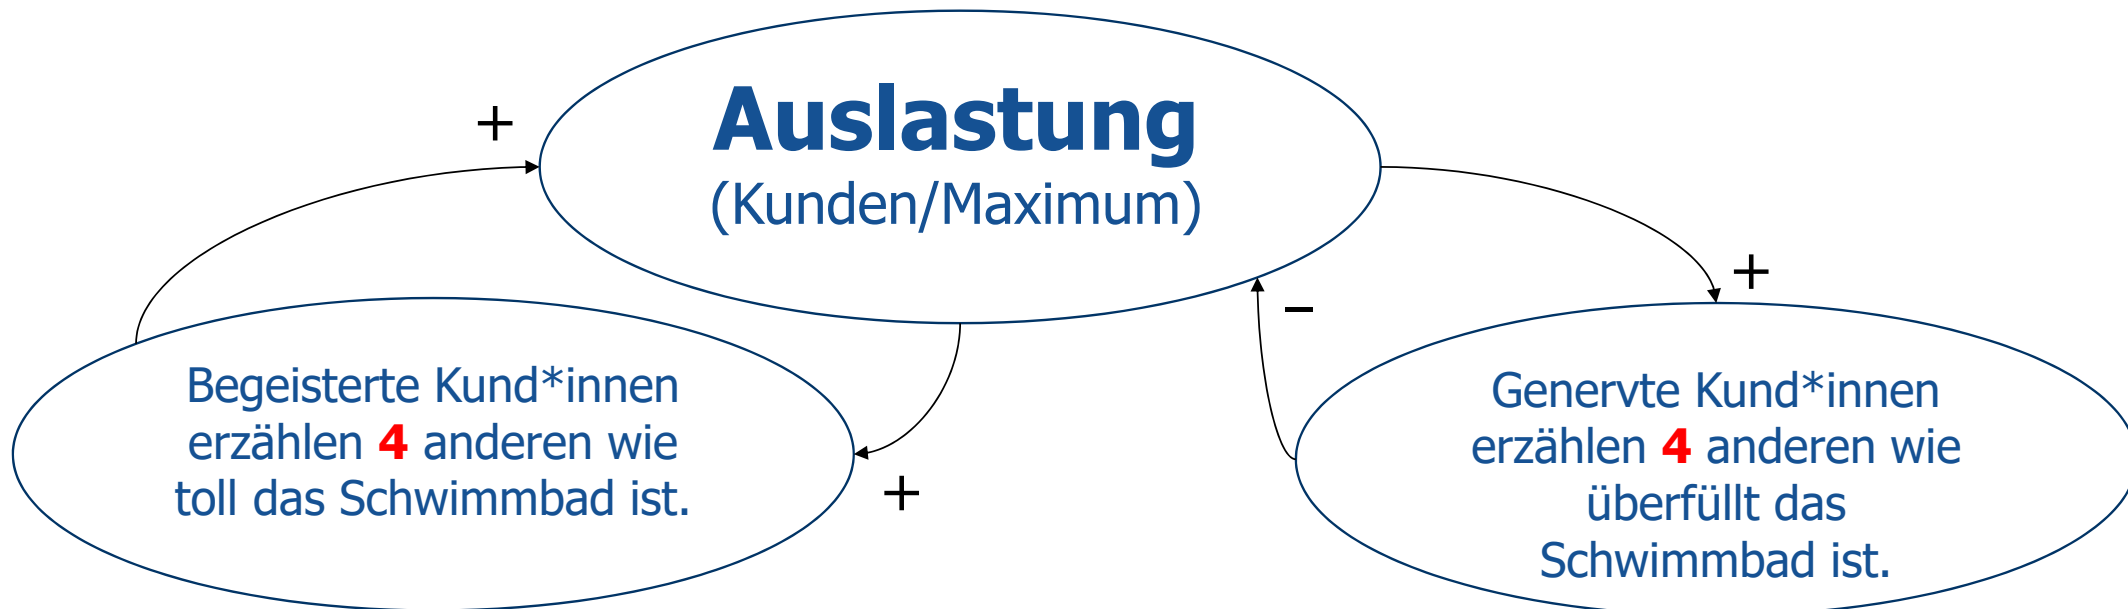 Auslastung
(Kunden/Maximum)
+
+
–
+
Begeisterte Kund*innen
erzählen 4 anderen wie
toll das Schwimmbad ist.
Genervte Kund*innen
erzählen 4 anderen wie
überfüllt das
Schwimmbad ist.